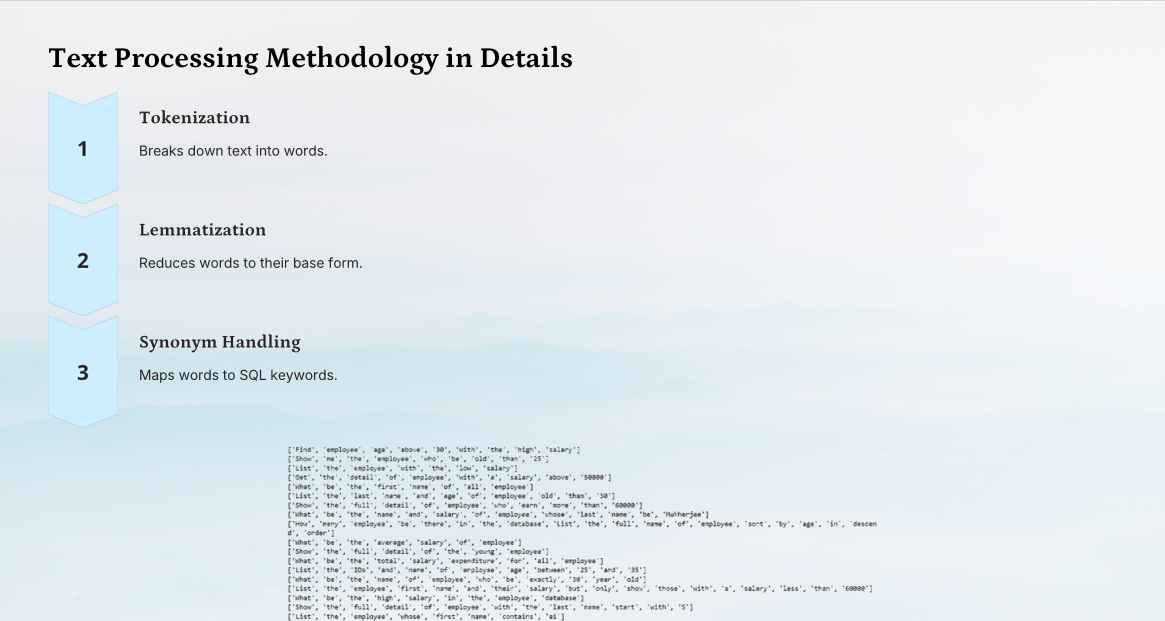 Text Processing Methodology in Details
1
Tokenization
Breaks down text into words.
2
Lemmatization
Reduces words to their base form.
3
Synonym Handling
Maps words to SQL keywords.
['Find', 'employee', 'age', 'above', '30', 'with', 'the', 'high', 'salary']
['Show', 'me', 'the', 'employee', 'who', 'be', 'old', 'than', '25']
['List', 'the', 'employee', 'with', 'the', 'low', 'salary']
['Get', 'the', 'detail', 'of', 'employee', 'with', 'a', 'salary', 'above', '50000']
['What', 'be', 'the', 'first', 'name', 'of', 'all', 'employee']
['List', 'the', 'last', 'name', 'and', 'age', 'of', 'employee', 'old', 'than', '30']
['Show', 'the', 'full', 'detail', 'of', 'employee', 'who', 'earn', 'more', 'than', '60000']
['What', 'be', 'the', 'name', 'and', 'salary', 'of', 'employee', 'whose', 'last', 'name', 'be', 'Mukherjee']
['How', 'many', 'employee', 'be', 'there', 'in', 'the', 'database', 'List', 'the', 'full', 'name', 'of', 'employee', 'sort', 'by', 'age', 'in', 'descen
d', 'order']
['What', 'be', 'the', 'average', 'salary', 'of', 'employee']
['Show', 'the', 'full', 'detail', 'of', 'the', 'young', 'employee']
['What', 'be', 'the', 'total', 'salary', 'expenditure', 'for', 'all', 'employee']
['List', 'the', 'IDs', 'and', 'name', 'of', 'employee', 'age', 'between', '25', 'and', '35']
['What', 'be', 'the', 'name', 'of', 'employee', 'who', 'be', 'exactly', '30', 'year', 'old']
['List', 'the', 'employee', 'first', 'name', 'and', 'their', 'salary', 'but', 'only', 'show', 'those', 'with', 'a', 'salary', 'less', 'than', '60000']
['What', 'be', 'the', 'high', 'salary', 'in', 'the', 'employee', 'database']
['Show', 'the', 'full', 'detail', 'of', 'employee', 'with', 'the', 'last', 'name', 'start', 'with', 'S']
['List', 'the', 'employee', 'whose', 'first', 'name', 'contains', 'ai']